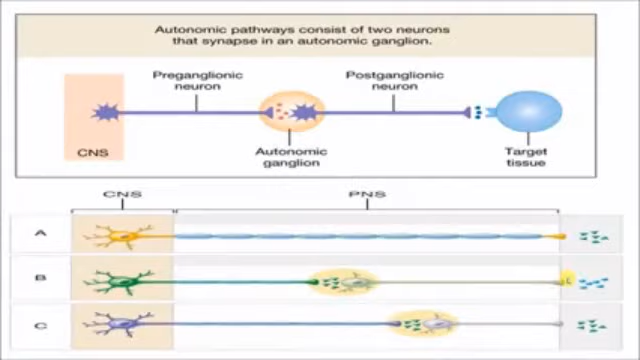 Autonomic pathways consist of two neurons
that synapse in an autonomic ganglion.
Preganglionic
neuron
Postganglionic
neuron
CNS
Autonomic
ganglion
Target
tissue
CNS
PNS
A
B
C